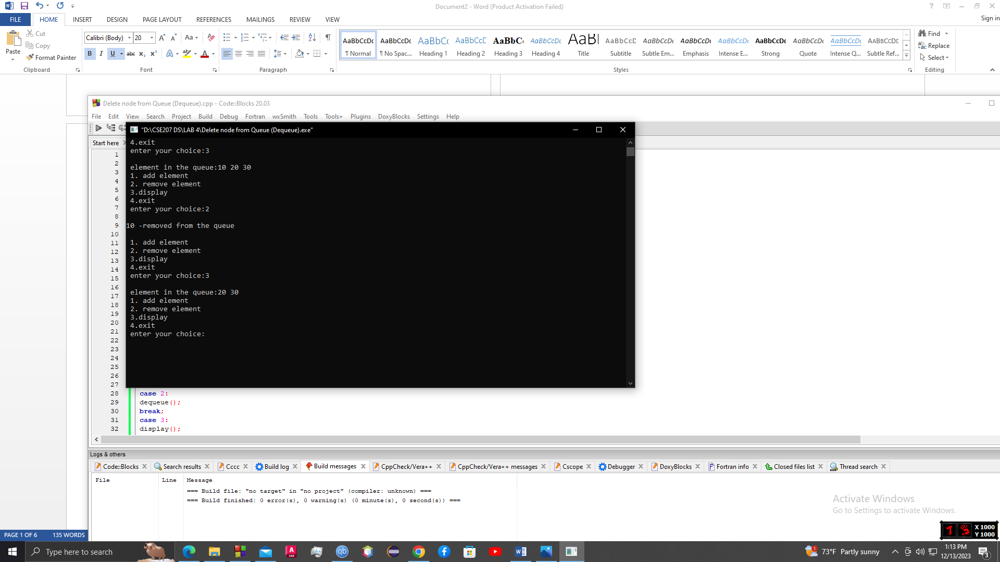 Document2 - Word (Product Activation Failed)
FILE HOME INSERT DESIGN PAGE LAYOUT REFERENCES MAILINGS REVIEW VIEW
Sign in
Paste
Cut
Copy
Format Painter
Clipboard
Calibri (Body) 20
Font
Paragraph
AaBbCcDc AaBbCcDc AaBbCc AaBbCcD AaBbC AaBbCcDc AaBl AaBbCcD AaBbCcDc AaBbCcDc AaBbCcDc AaBbCcDc AaBbCcDc AaBbCcDc AABBCCDE
¶ Normal ¶ No Spac... Heading 1 Heading 2 Heading 3 Heading 4 Title Subtitle Subtle Em... Emphasis Intense E... Strong Quote Intense Q... Subtle Ref...
Styles
Find
Replace
Select
Editing
Delete node from Queue (Dequeue).cpp - Code::Blocks 20.03
File Edit View Search Project Build Debug Fortran wxSmith Tools Tools+ Plugins DoxyBlocks Settings Help
Start here
"D:\CSE207 DS\LAB 4\Delete node from Queue (Dequeue).exe"
4.exit
enter your choice:3
element in the queue:10 20 30
1. add element
2. remove element
3.display
4.exit
enter your choice:2
10 -removed from the queue
1. add element
2. remove element
3.display
4.exit
enter your choice:3
element in the queue:20 30
1. add element
2. remove element
3.display
4.exit
enter your choice:
1
2
3
4
5
6
7
8
9
10
11
12
13
14
15
16
17
18
19
20
21
22
23
24
25
26
27
28 case 2:
29 dequeue();
30 break;
31 case 3:
32 display();
Logs & others
Code::Blocks Search results Cccc Build log Build messages CppCheck/Vera++ CppCheck/Vera++ messages Cscope Debugger DoxyBlocks Fortran info Closed files list Thread search
File Line Message
=== Build file: "no target" in "no project" (compiler: unknown) ===
=== Build finished: 0 error(s), 0 warning(s) (0 minute(s), 0 second(s)) ===
Activate Windows
Go to Settings to activate Windows.
X 1000
Y 1000
PAGE 1 OF 6 135 WORDS
Type here to search
73°F Partly sunny
1:13 PM
12/13/2023
3